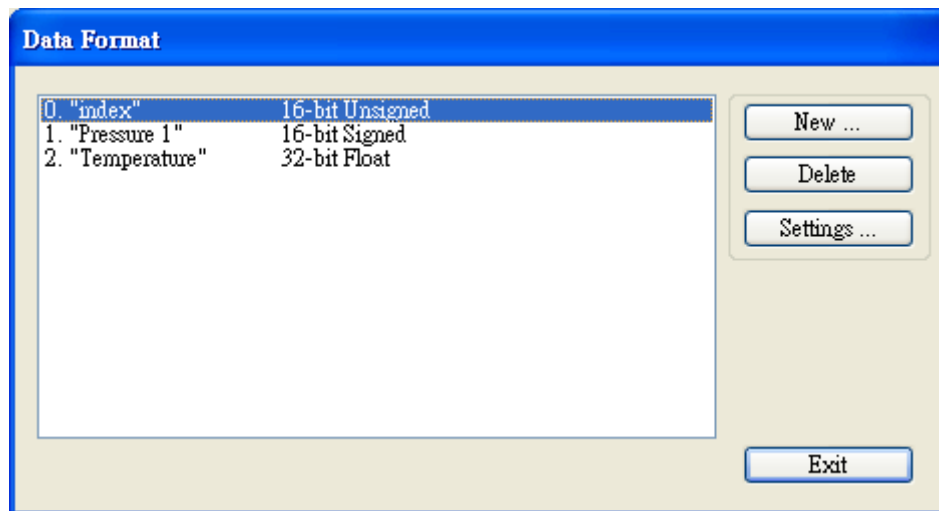 Data Format
0. "index" 16-bit Unsigned
1. "Pressure 1" 16-bit Signed
2. "Temperature" 32-bit Float
New ...
Delete
Settings ...
Exit